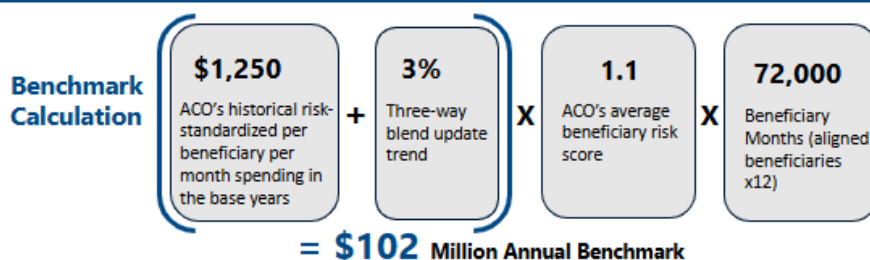 Benchmark
Calculation
$1,250
ACO's historical risk-
standardized per
beneficiary per
month spending in
the base years
+
3%
Three-way
blend update
trend
X
1.1
ACO's average
beneficiary risk
score
X
72,000
Beneficiary
Months (aligned
beneficiaries
x12)
= $102 Million Annual Benchmark